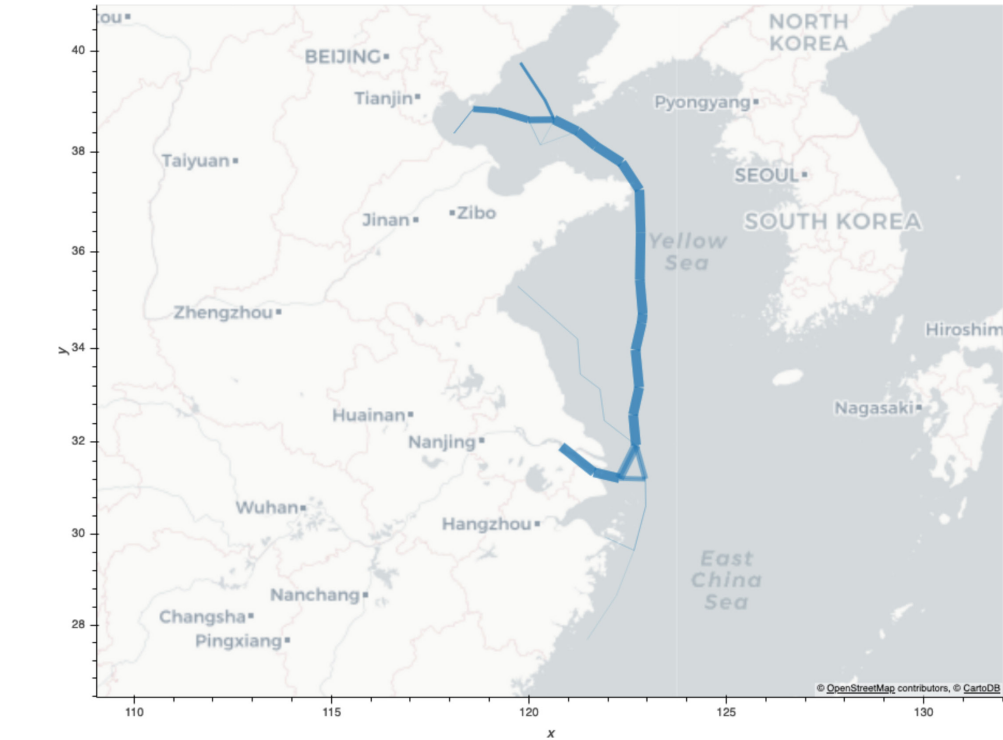 NORTH
KOREA
40
BEIJING
Tianjin
Pyongyang
38
Taiyuan
SEOUL
Jinan
Zibo
SOUTH KOREA
36
Yellow
Sea
Zhengzhou
Hiroshim
y
34
Nagasaki
Huainan
32
Nanjing
Wuhan
30
Hangzhou
East
China
Sea
Nanchang
28
Changsha
Pingxiang
© OpenStreetMap contributors, © CartoDB
110
115
120
125
130
x